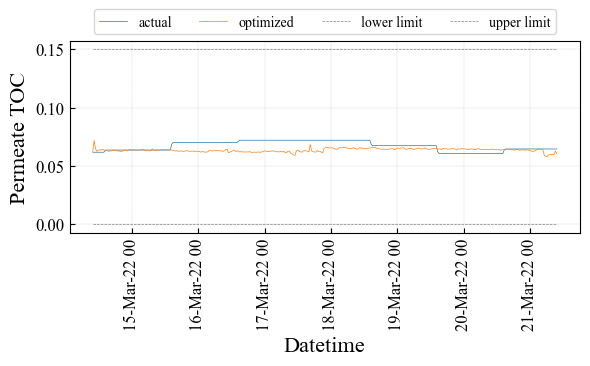 actual optimized lower limit upper limit
Permeate TOC
0.15
0.10
0.05
0.00
15-Mar-22 00
16-Mar-22 00
17-Mar-22 00
18-Mar-22 00
19-Mar-22 00
20-Mar-22 00
21-Mar-22 00
Datetime